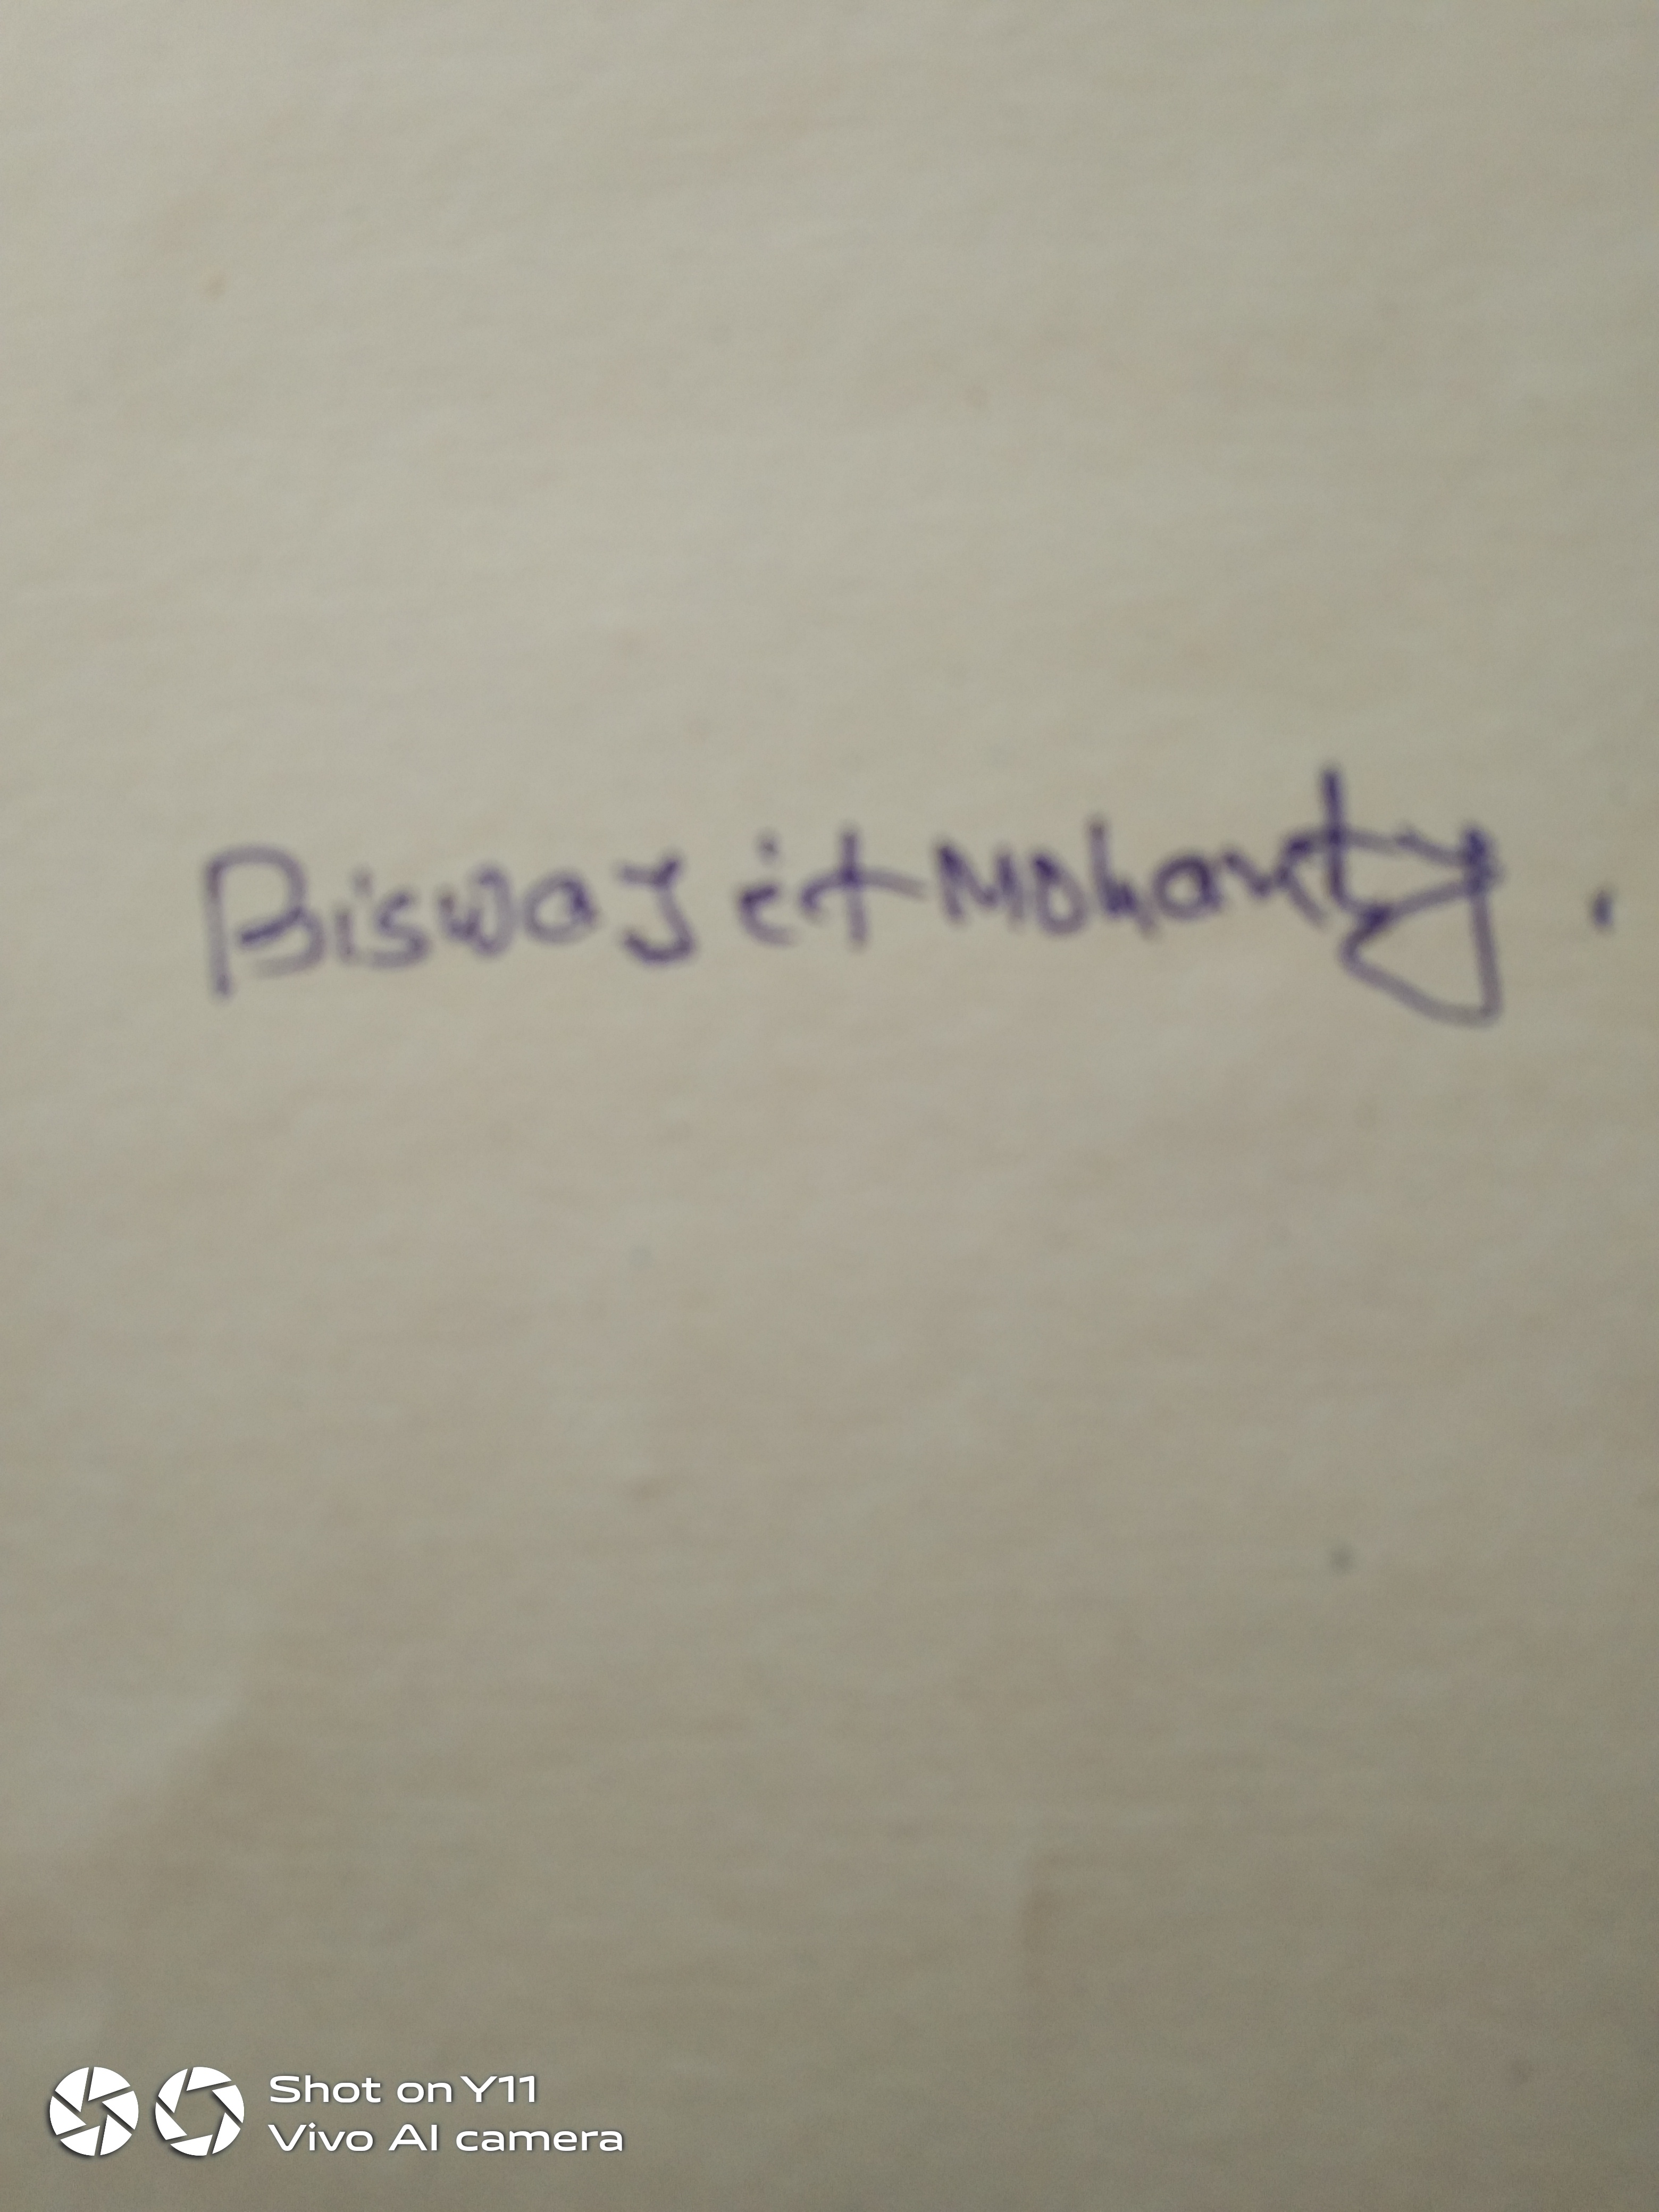 Biswajit Mohanty.
Shot on Y11
Vivo AI camera